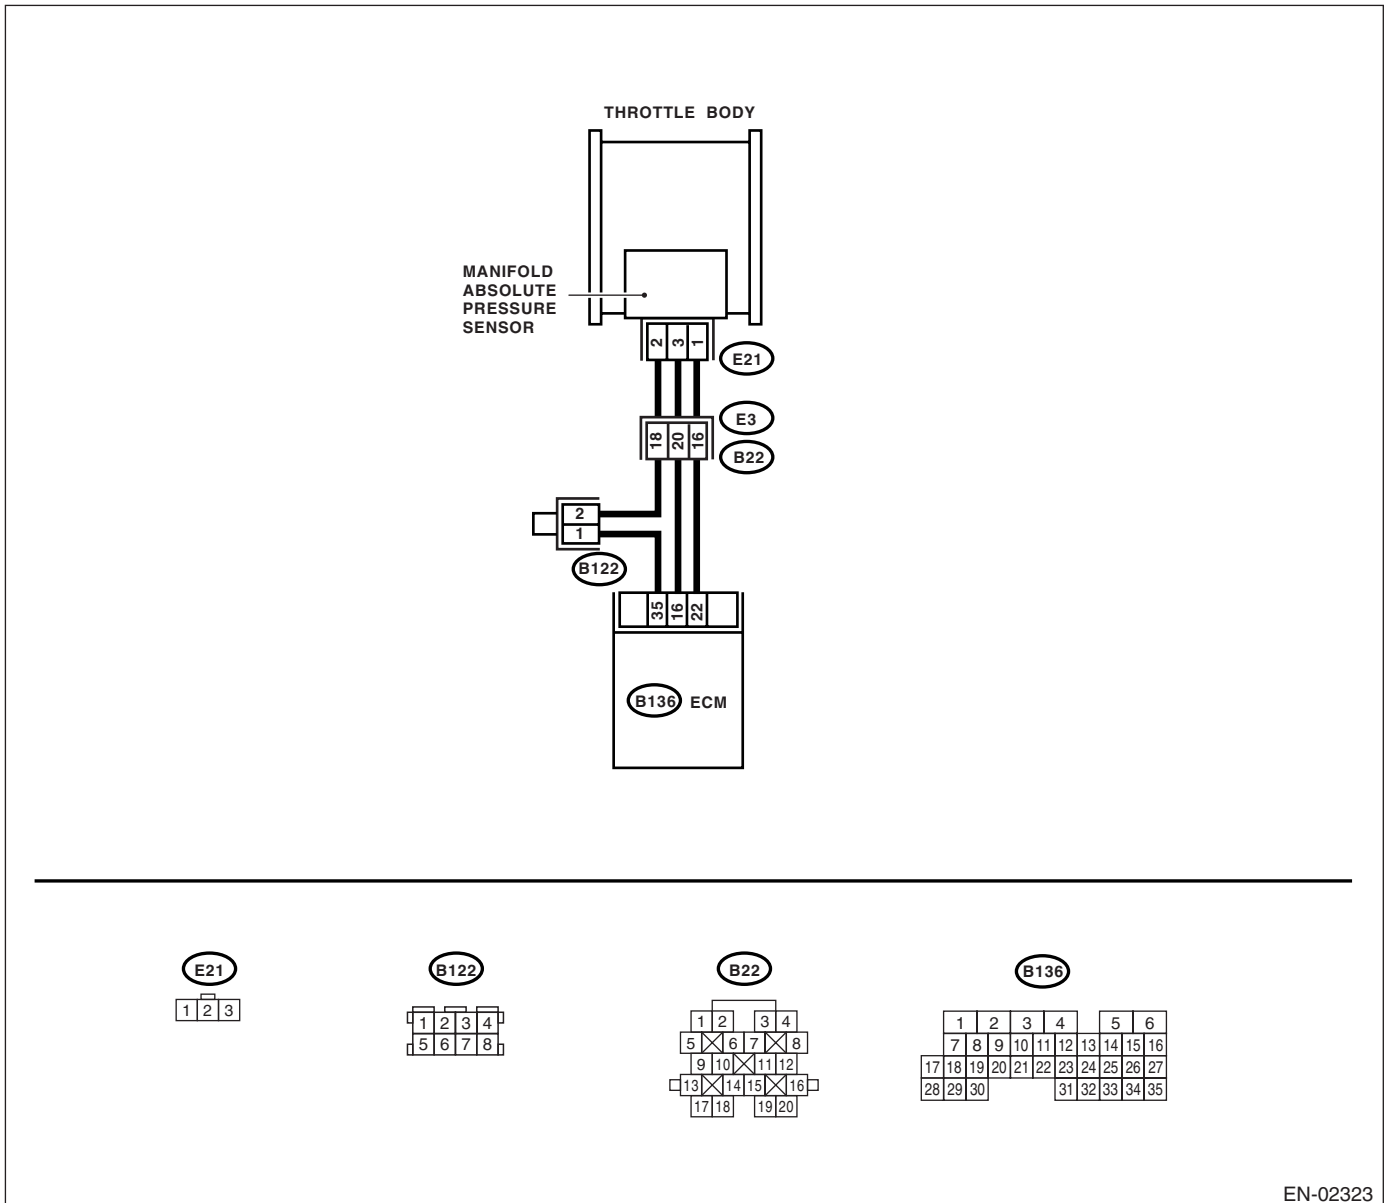 THROTTLE BODY
MANIFOLD
ABSOLUTE
PRESSURE
SENSOR
2 3 1
E21
E3
18 20 16
B22
2
1
B122
35 16 22
B136 ECM
E21
1 2 3
B122
1 2 3 4
5 6 7 8
B22
1 2 3 4
5 6 7 8
9 10 11 12
13 14 15 16
17 18 19 20
B136
1 2 3 4 5 6
7 8 9 10 11 12 13 14 15 16
17 18 19 20 21 22 23 24 25 26 27
28 29 30 31 32 33 34 35
EN-02323